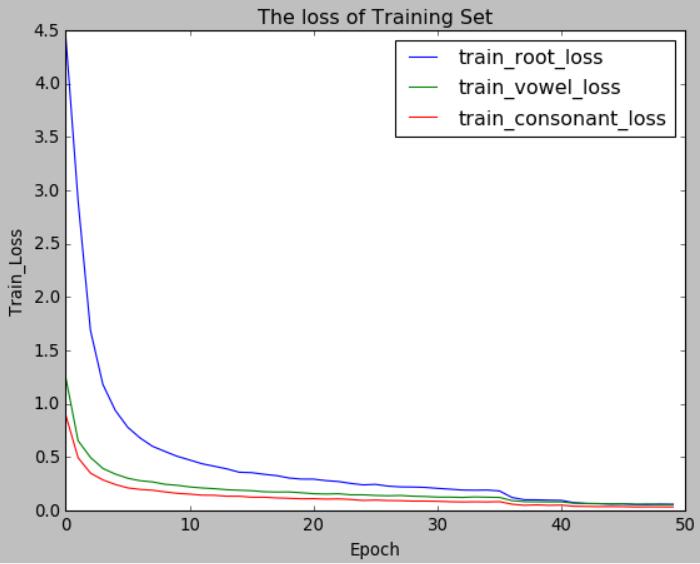 The loss of Training Set
4.5
4.0
3.5
3.0
2.5
2.0
1.5
1.0
0.5
0.0
Train_Loss
train_root_loss
train_vowel_loss
train_consonant_loss
0 10 20 30 40 50
Epoch